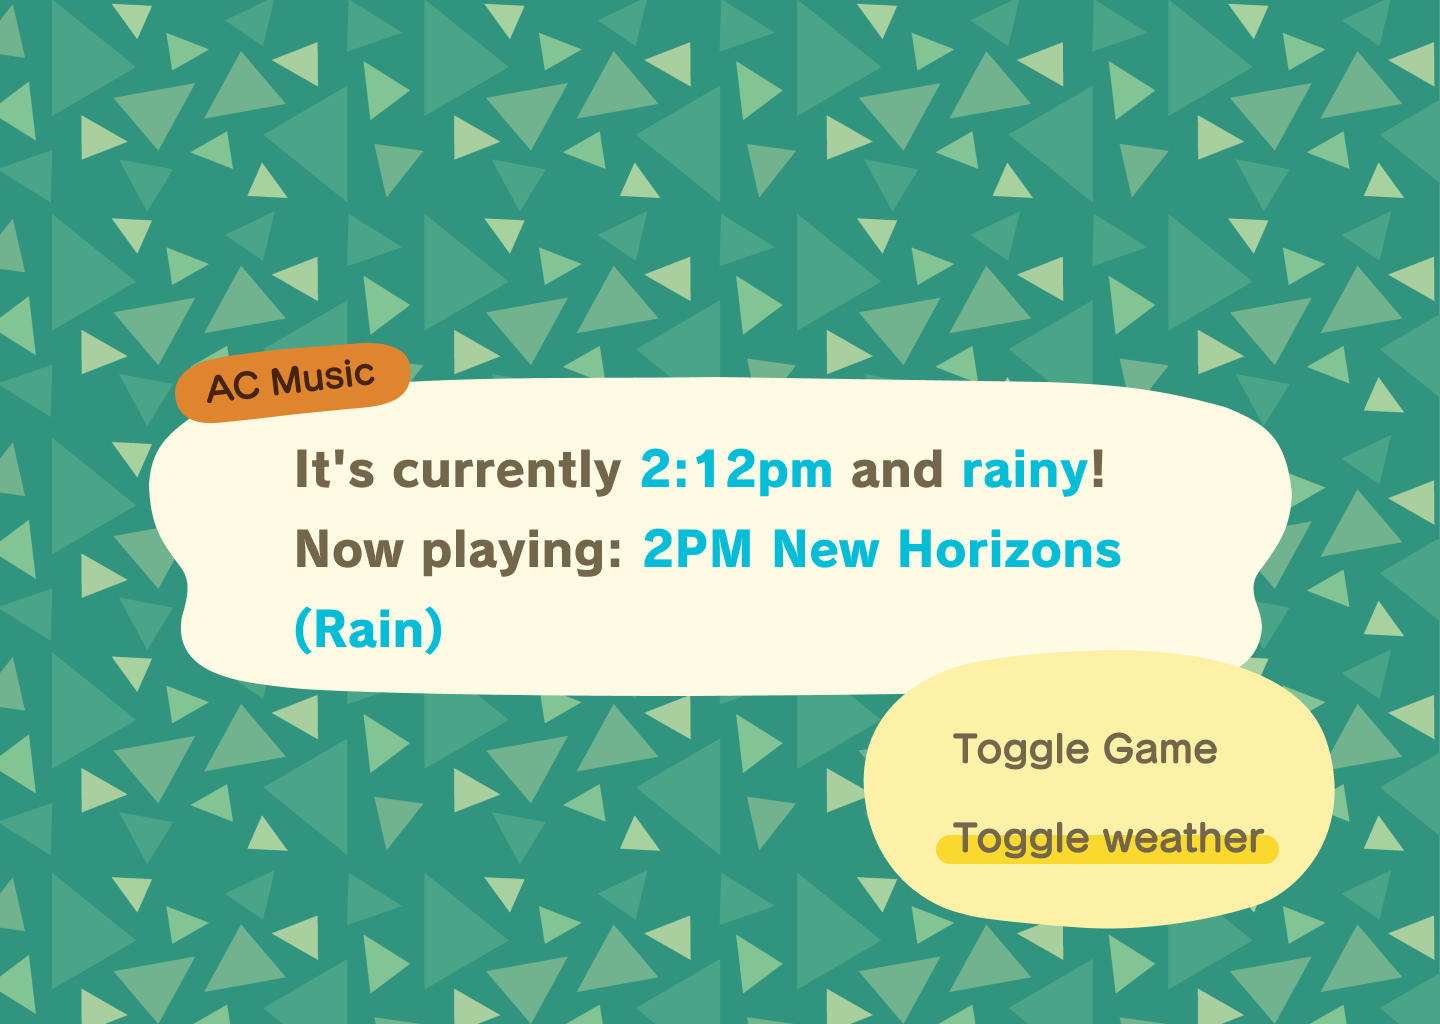 AC Music
It's currently 2:12pm and rainy!
Now playing: 2PM New Horizons
(Rain)
Toggle Game
Toggle weather